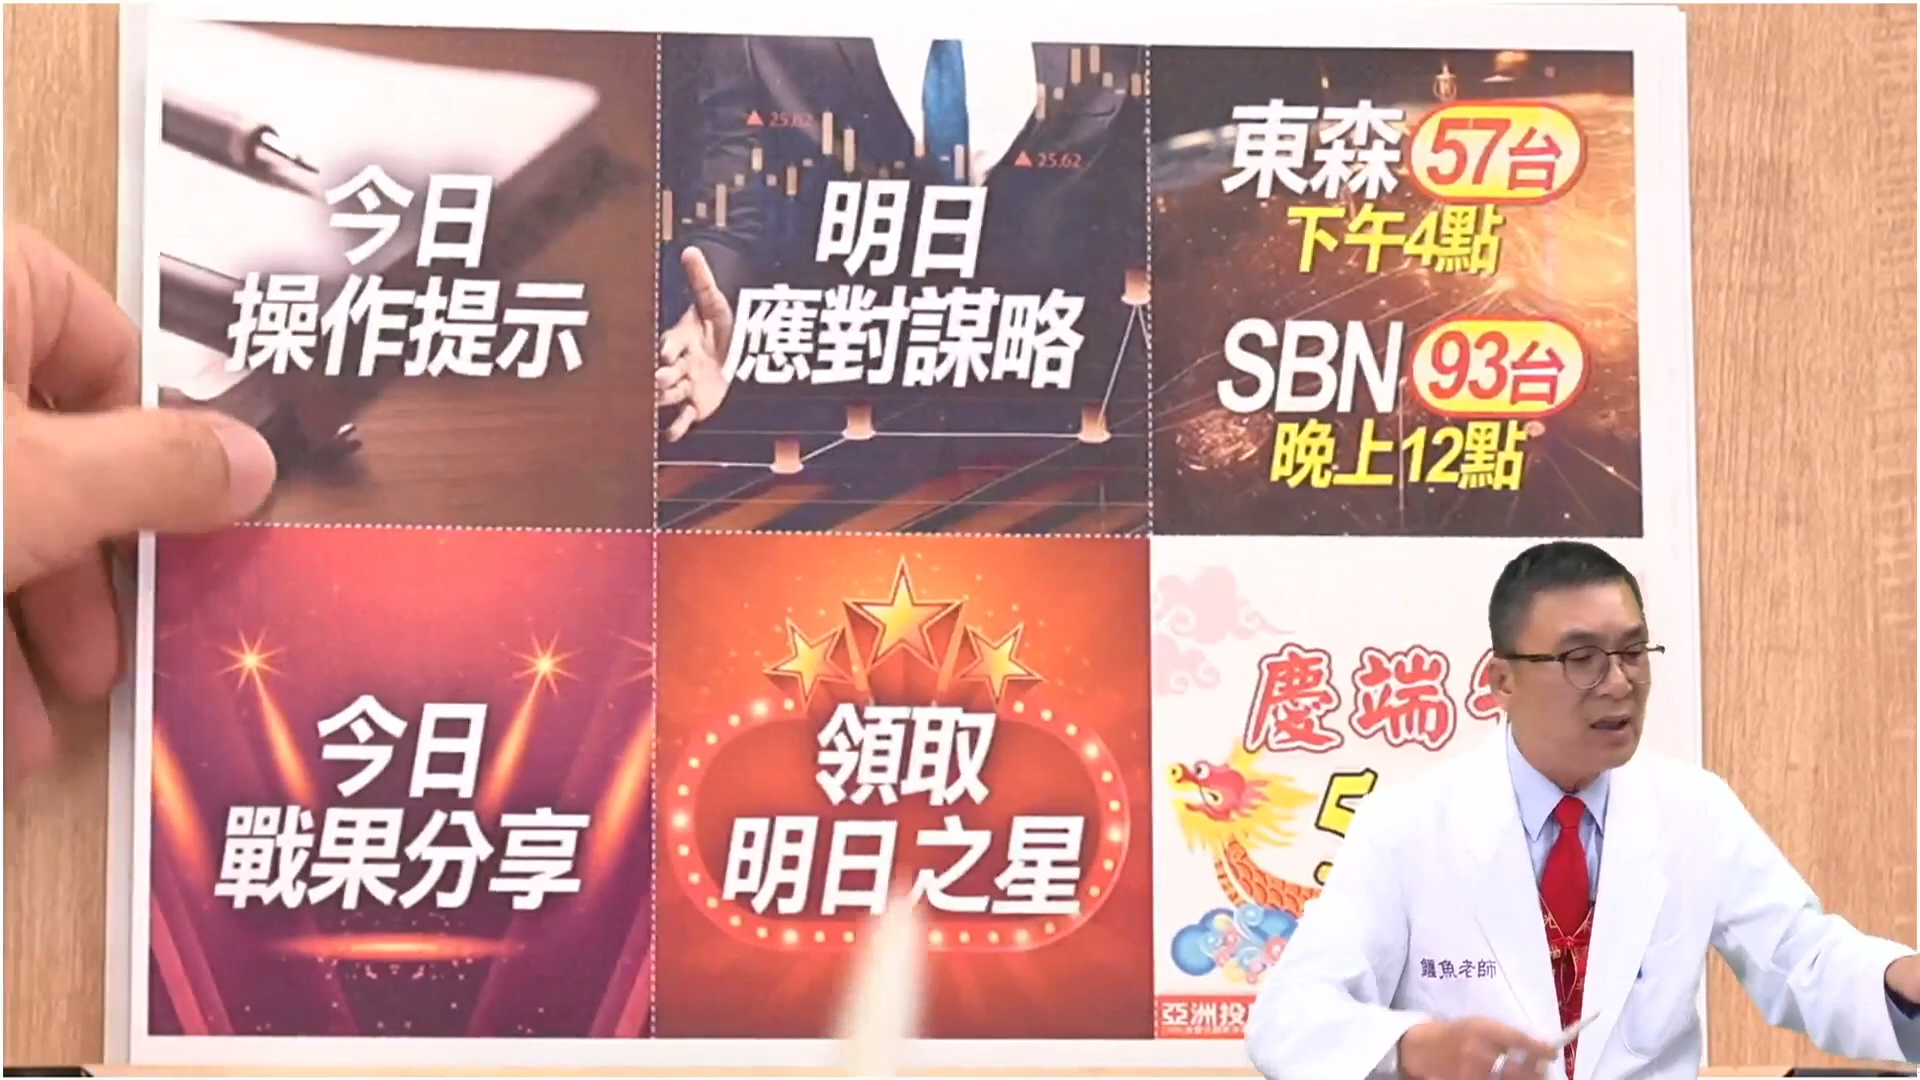 今日
操作提示
▲ 25.62
▲ 25.62
明日
應對謀略
東森 57台
下午4點
SBN 93台
晚上12點
今日
戰果分享
領取
明日之星
慶端
5
亞洲投
鱷魚老師